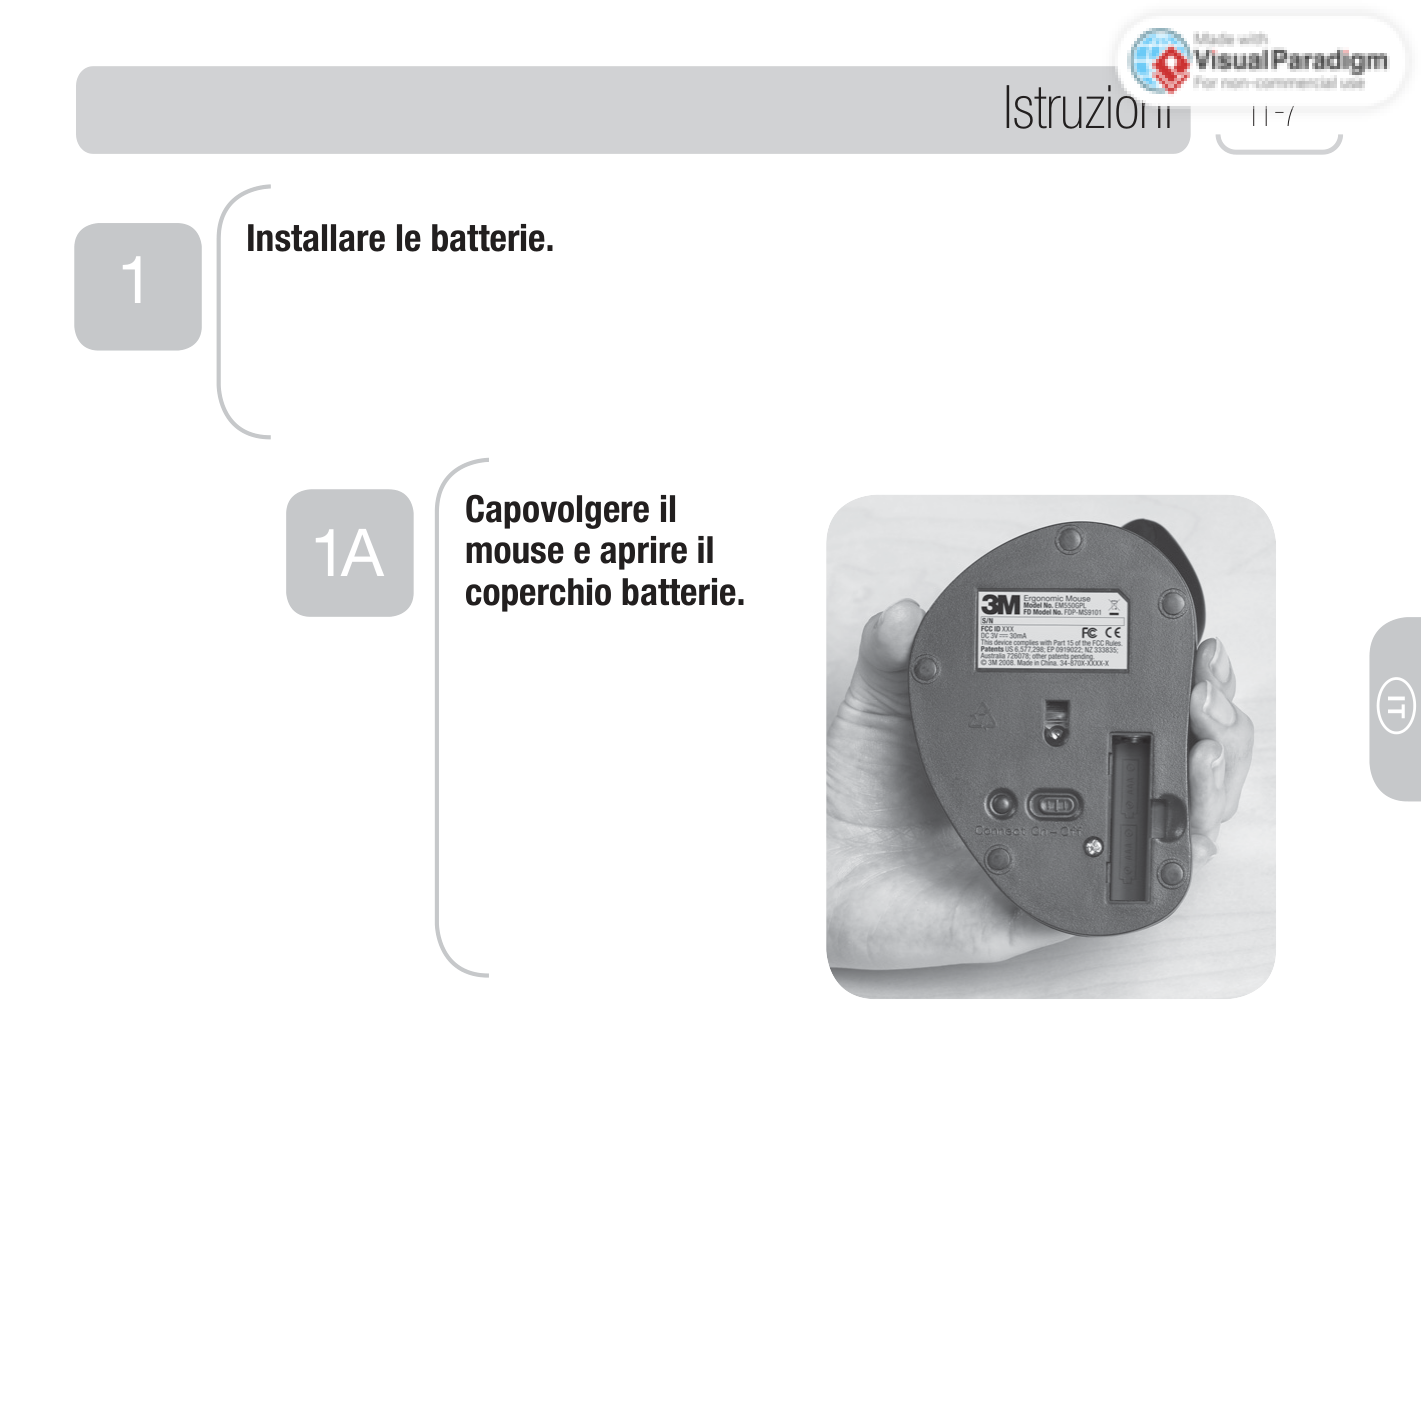 Made with
Visual Paradigm
For non-commercial use
Istruzioni
IT-7
1
Installare le batterie.
1A
Capovolgere il
mouse e aprire il
coperchio batterie.
3M
Ergonomic Mouse
Model No. EM550GPL
FD Model No. FDP-MS9101
S/N
FCC ID XXX
DC 3V 30mA
FC CE
This device complies with Part 15 of the FCC Rules.
Patents US 6,577,298; EP 0919022; NZ 333835;
Australia 726078; other patents pending.
© 3M 2008. Made in China. 34-870X-XXXX-X
Connect On–Off
IT